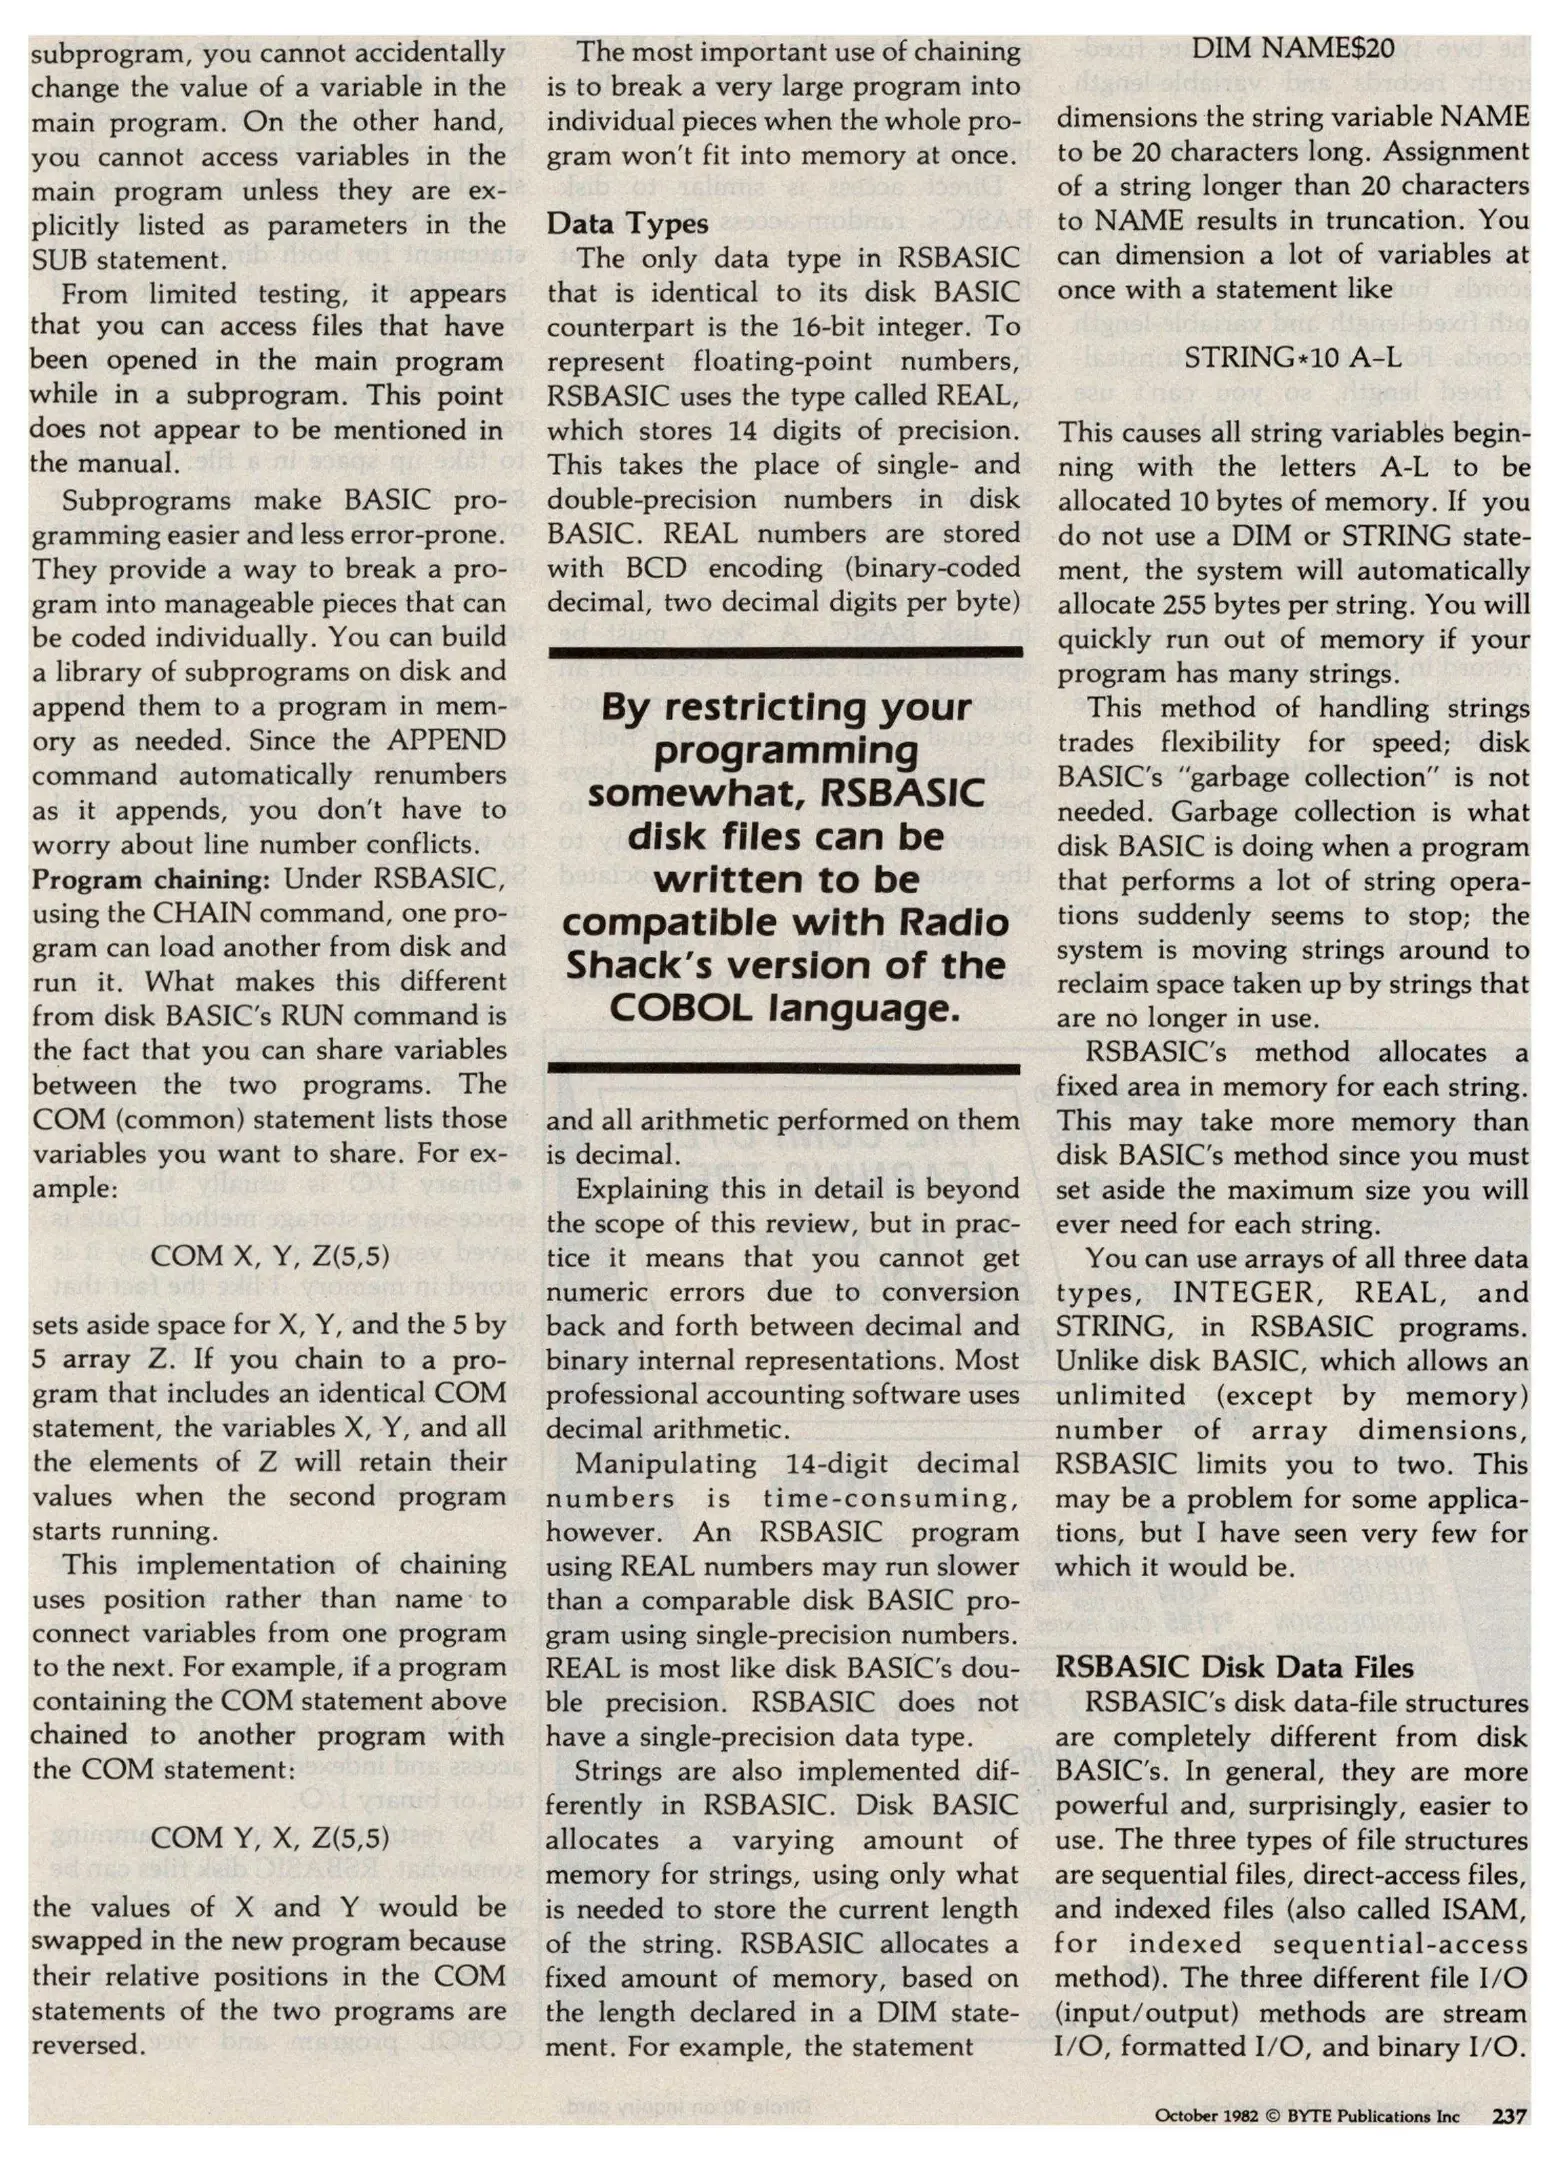 subprogram, you cannot accidentally
change the value of a variable in the
main program. On the other hand,
you cannot access variables in the
main program unless they are ex-
plicitly listed as parameters in the
SUB statement.
From limited testing, it appears
that you can access files that have
been opened in the main program
while in a subprogram. This point
does not appear to be mentioned in
the manual.
Subprograms make BASIC pro-
gramming easier and less error-prone.
They provide a way to break a pro-
gram into manageable pieces that can
be coded individually. You can build
a library of subprograms on disk and
append them to a program in mem-
ory as needed. Since the APPEND
command automatically renumbers
as it appends, you don't have to
worry about line number conflicts.
Program chaining: Under RSBASIC,
using the CHAIN command, one pro-
gram can load another from disk and
run it. What makes this different
from disk BASIC's RUN command is
the fact that you can share variables
between the two programs. The
COM (common) statement lists those
variables you want to share. For ex-
ample:
COM X, Y, Z(5,5)
sets aside space for X, Y, and the 5 by
5 array Z. If you chain to a pro-
gram that includes an identical COM
statement, the variables X, Y, and all
the elements of Z will retain their
values when the second program
starts running.
This implementation of chaining
uses position rather than name to
connect variables from one program
to the next. For example, if a program
containing the COM statement above
chained to another program with
the COM statement:
COM Y, X, Z(5,5)
the values of X and Y would be
swapped in the new program because
their relative positions in the COM
statements of the two programs are
reversed.
The most important use of chaining
is to break a very large program into
individual pieces when the whole pro-
gram won't fit into memory at once.
Data Types
The only data type in RSBASIC
that is identical to its disk BASIC
counterpart is the 16-bit integer. To
represent floating-point numbers,
RSBASIC uses the type called REAL,
which stores 14 digits of precision.
This takes the place of single- and
double-precision numbers in disk
BASIC. REAL numbers are stored
with BCD encoding (binary-coded
decimal, two decimal digits per byte)
By restricting your
programming
somewhat, RSBASIC
disk files can be
written to be
compatible with Radio
Shack's version of the
COBOL language.
and all arithmetic performed on them
is decimal.
Explaining this in detail is beyond
the scope of this review, but in prac-
tice it means that you cannot get
numeric errors due to conversion
back and forth between decimal and
binary internal representations. Most
professional accounting software uses
decimal arithmetic.
Manipulating 14-digit decimal
numbers is time-consuming,
however. An RSBASIC program
using REAL numbers may run slower
than a comparable disk BASIC pro-
gram using single-precision numbers.
REAL is most like disk BASIC's dou-
ble precision. RSBASIC does not
have a single-precision data type.
Strings are also implemented dif-
ferently in RSBASIC. Disk BASIC
allocates a varying amount of
memory for strings, using only what
is needed to store the current length
of the string. RSBASIC allocates a
fixed amount of memory, based on
the length declared in a DIM state-
ment. For example, the statement
DIM NAME$20
dimensions the string variable NAME
to be 20 characters long. Assignment
of a string longer than 20 characters
to NAME results in truncation. You
can dimension a lot of variables at
once with a statement like
STRING*10 A-L
This causes all string variables begin-
ning with the letters A-L to be
allocated 10 bytes of memory. If you
do not use a DIM or STRING state-
ment, the system will automatically
allocate 255 bytes per string. You will
quickly run out of memory if your
program has many strings.
This method of handling strings
trades flexibility for speed; disk
BASIC's "garbage collection" is not
needed. Garbage collection is what
disk BASIC is doing when a program
that performs a lot of string opera-
tions suddenly seems to stop; the
system is moving strings around to
reclaim space taken up by strings that
are no longer in use.
RSBASIC's method allocates a
fixed area in memory for each string.
This may take more memory than
disk BASIC's method since you must
set aside the maximum size you will
ever need for each string.
You can use arrays of all three data
types, INTEGER, REAL, and
STRING, in RSBASIC programs.
Unlike disk BASIC, which allows an
unlimited (except by memory)
number of array dimensions,
RSBASIC limits you to two. This
may be a problem for some applica-
tions, but I have seen very few for
which it would be.
RSBASIC Disk Data Files
RSBASIC's disk data-file structures
are completely different from disk
BASIC's. In general, they are more
powerful and, surprisingly, easier to
use. The three types of file structures
are sequential files, direct-access files,
and indexed files (also called ISAM,
for indexed sequential-access
method). The three different file I/O
(input/output) methods are stream
I/O, formatted I/O, and binary I/O.
October 1982 © BYTE Publications Inc 237